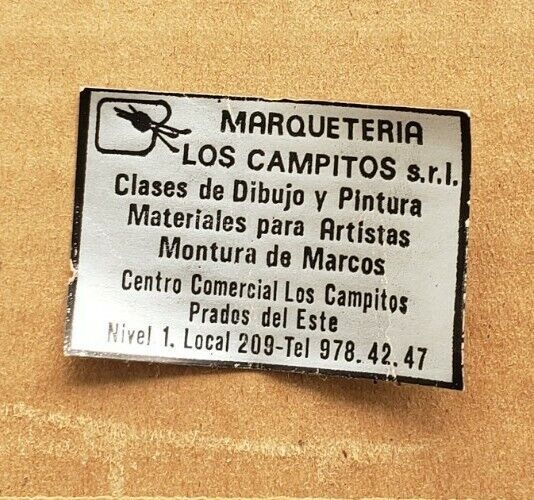 MARQUETERIA
LOS CAMPITOS s.r.l.
Clases de Dibujo y Pintura
Materiales para Artistas
Montura de Marcos
Centro Comercial Los Campitos
Prados del Este
Nivel 1. Local 209-Tel 978.42.47